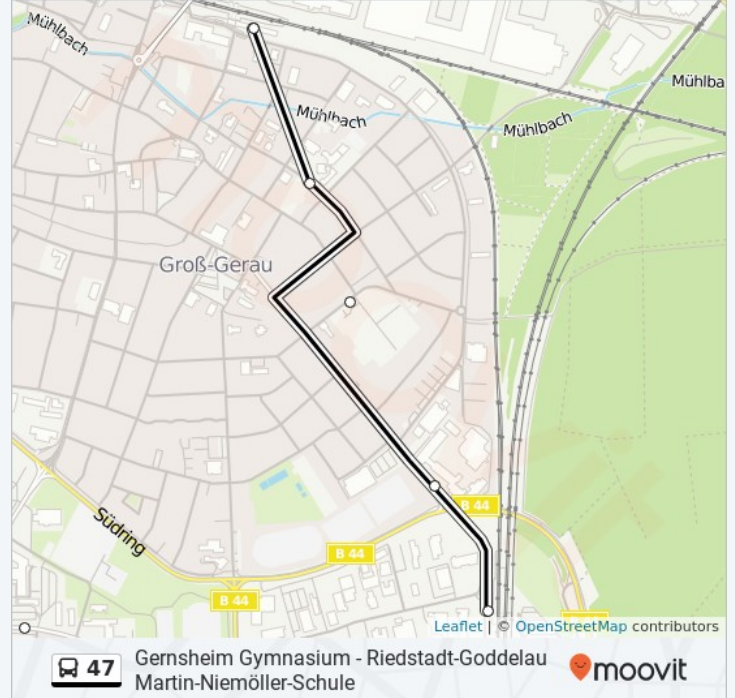 Mühlbach
Mühlbach
Mühlba
Mühlbach
Groß-Gerau
B 44
Südring
B 44
B 44
Leaflet | © OpenStreetMap contributors
47
Gernsheim Gymnasium - Riedstadt-Goddelau
Martin-Niemöller-Schule
moovit